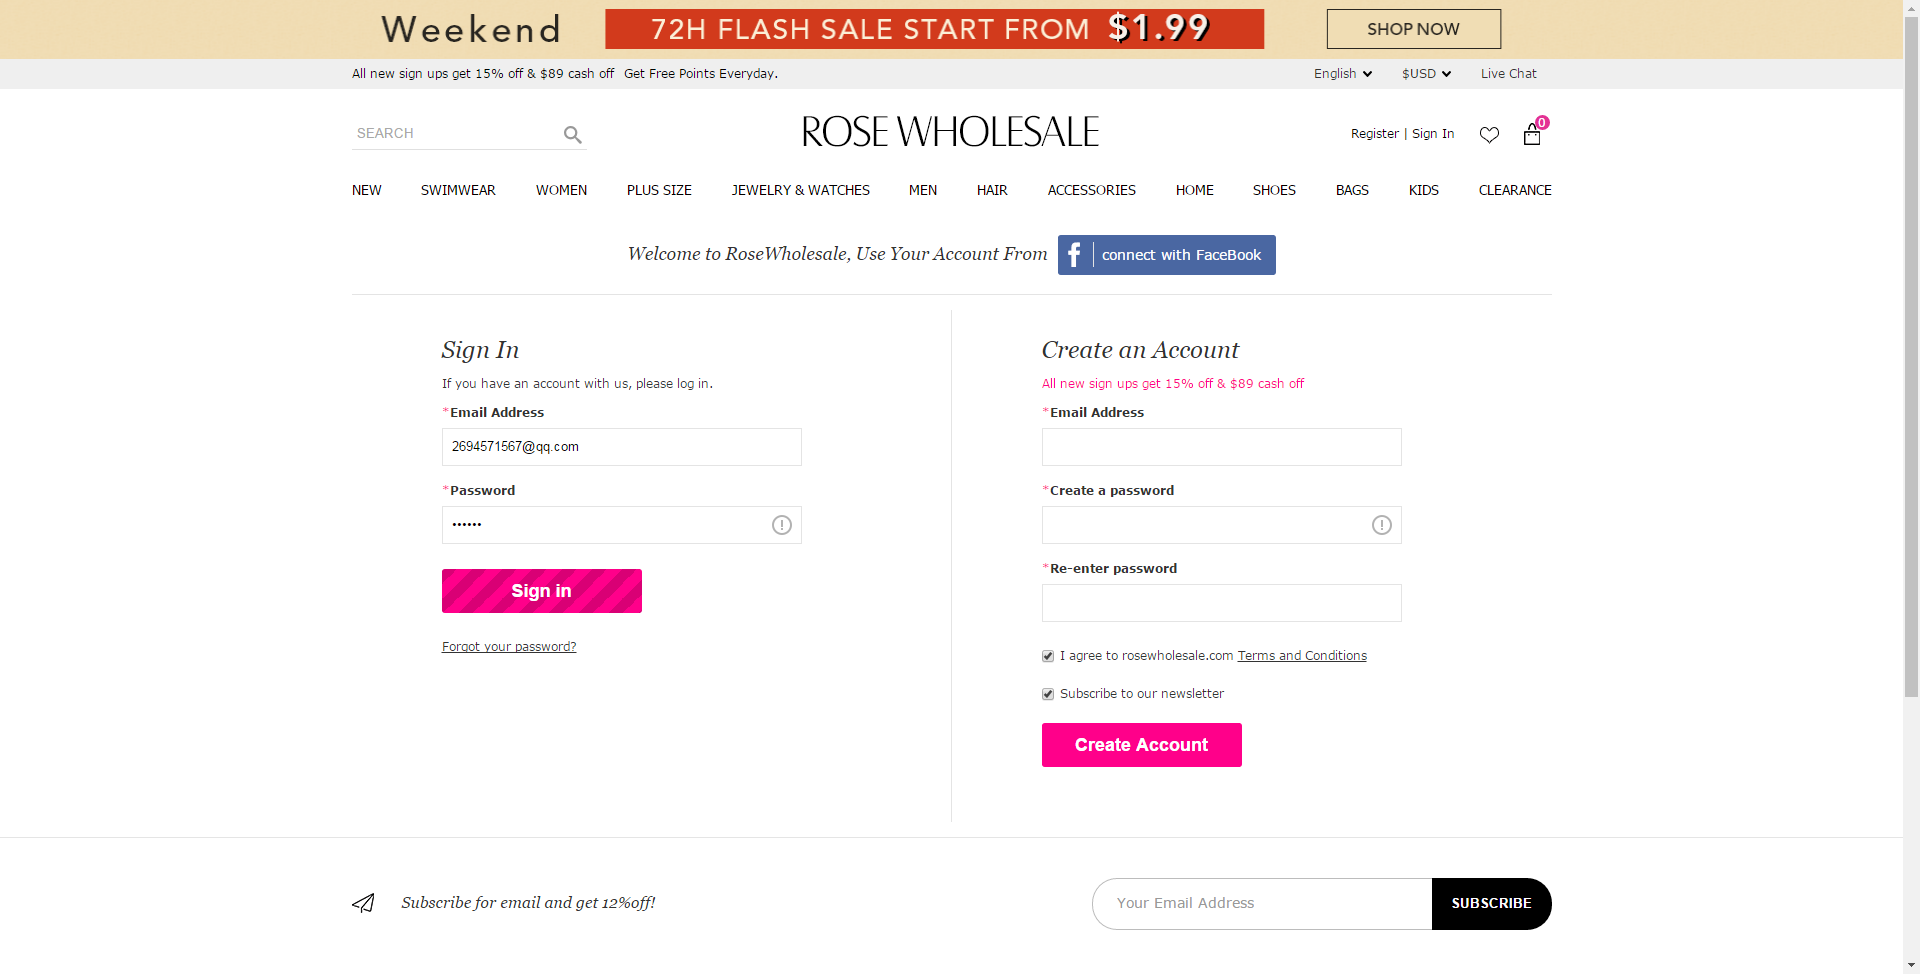 Weekend 72H FLASH SALE START FROM $1.99 SHOP NOW
All new sign ups get 15% off & $89 cash off Get Free Points Everyday. English $USD Live Chat
SEARCH ROSE WHOLESALE Register | Sign In 0
NEW SWIMWEAR WOMEN PLUS SIZE JEWELRY & WATCHES MEN HAIR ACCESSORIES HOME SHOES BAGS KIDS CLEARANCE
Welcome to RoseWholesale, Use Your Account From f connect with FaceBook
Sign In
If you have an account with us, please log in.
*Email Address
2694571567@qq.com
*Password
••••••
Sign in
Forgot your password?
Create an Account
All new sign ups get 15% off & $89 cash off
*Email Address
*Create a password
*Re-enter password
I agree to rosewholesale.com Terms and Conditions
Subscribe to our newsletter
Create Account
Subscribe for email and get 12%off!
Your Email Address SUBSCRIBE